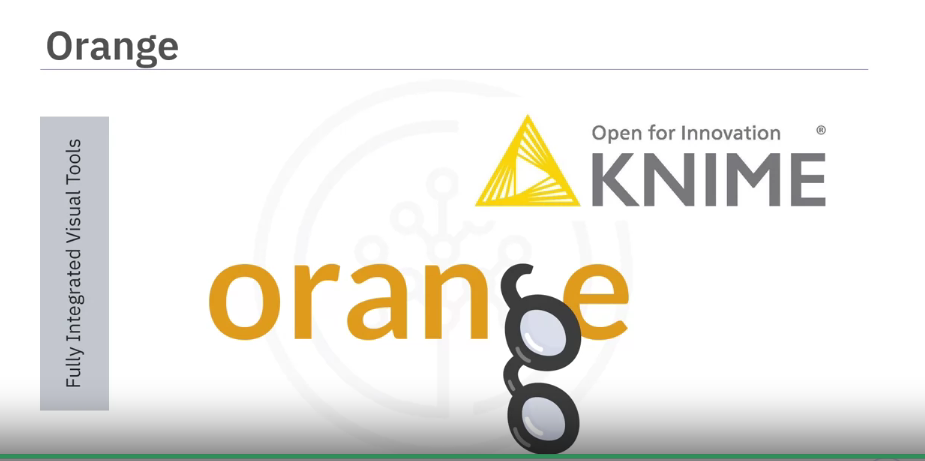 Orange
Fully Integrated Visual Tools
Open for Innovation ®
KNIME
orange